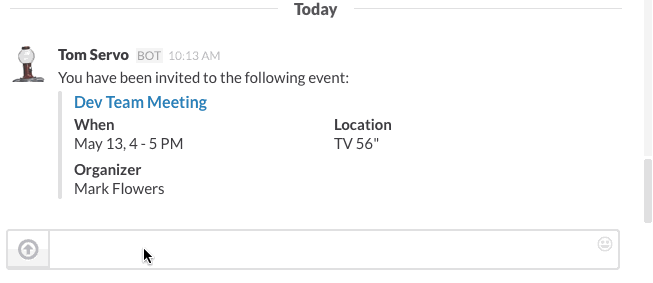 Today
Tom Servo BOT 10:13 AM
You have been invited to the following event:
Dev Team Meeting
When Location
May 13, 4 - 5 PM TV 56"
Organizer
Mark Flowers